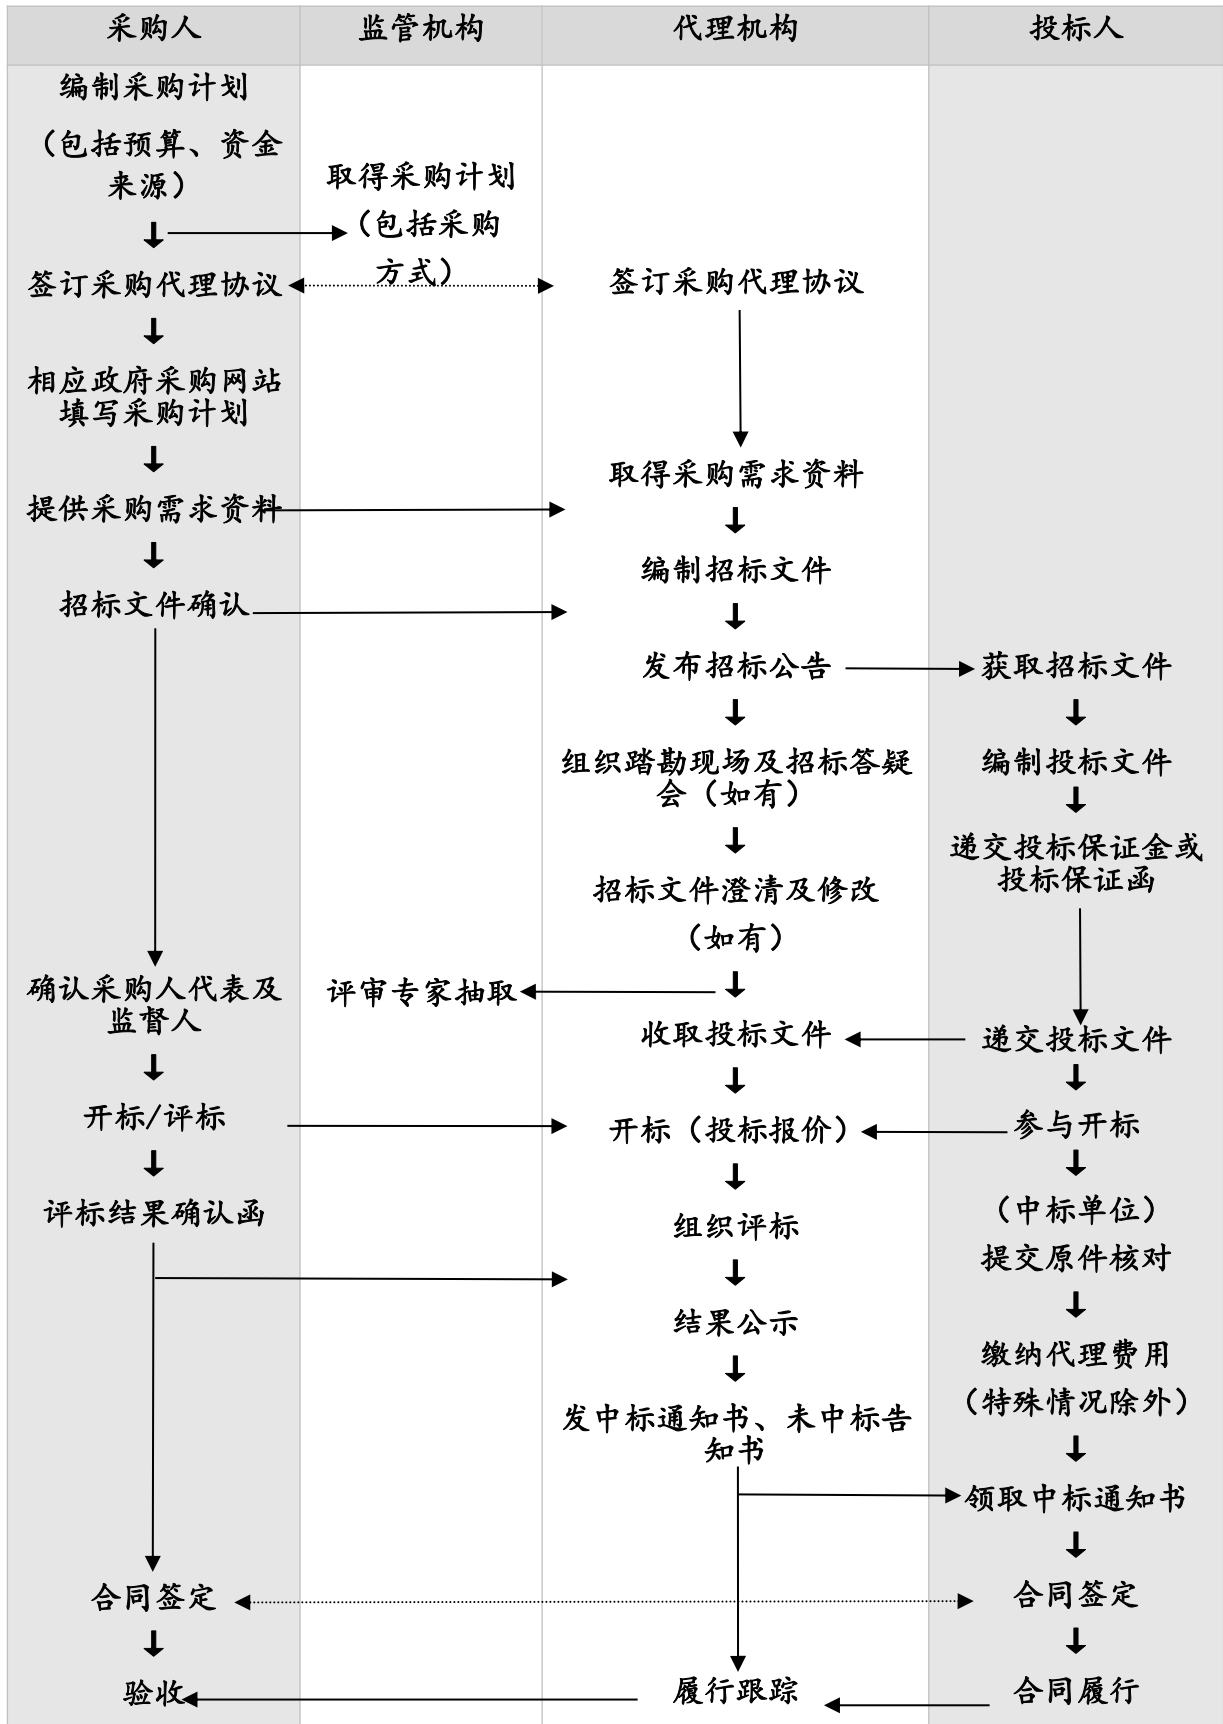 采购人
监管机构
代理机构
投标人
编制采购计划
（包括预算、资金
来源）
签订采购代理协议
相应政府采购网站
填写采购计划
提供采购需求资料
招标文件确认
确认采购人代表及
监督人
开标/评标
评标结果确认函
合同签定
验收
取得采购计划
（包括采购
方式）
评审专家抽取
签订采购代理协议
取得采购需求资料
编制招标文件
发布招标公告
组织踏勘现场及招标答疑
会（如有）
招标文件澄清及修改
（如有）
收取投标文件
开标（投标报价）
组织评标
结果公示
发中标通知书、未中标告
知书
履行跟踪
获取招标文件
编制投标文件
递交投标保证金或
投标保证函
递交投标文件
参与开标
（中标单位）
提交原件核对
缴纳代理费用
（特殊情况除外）
领取中标通知书
合同签定
合同履行